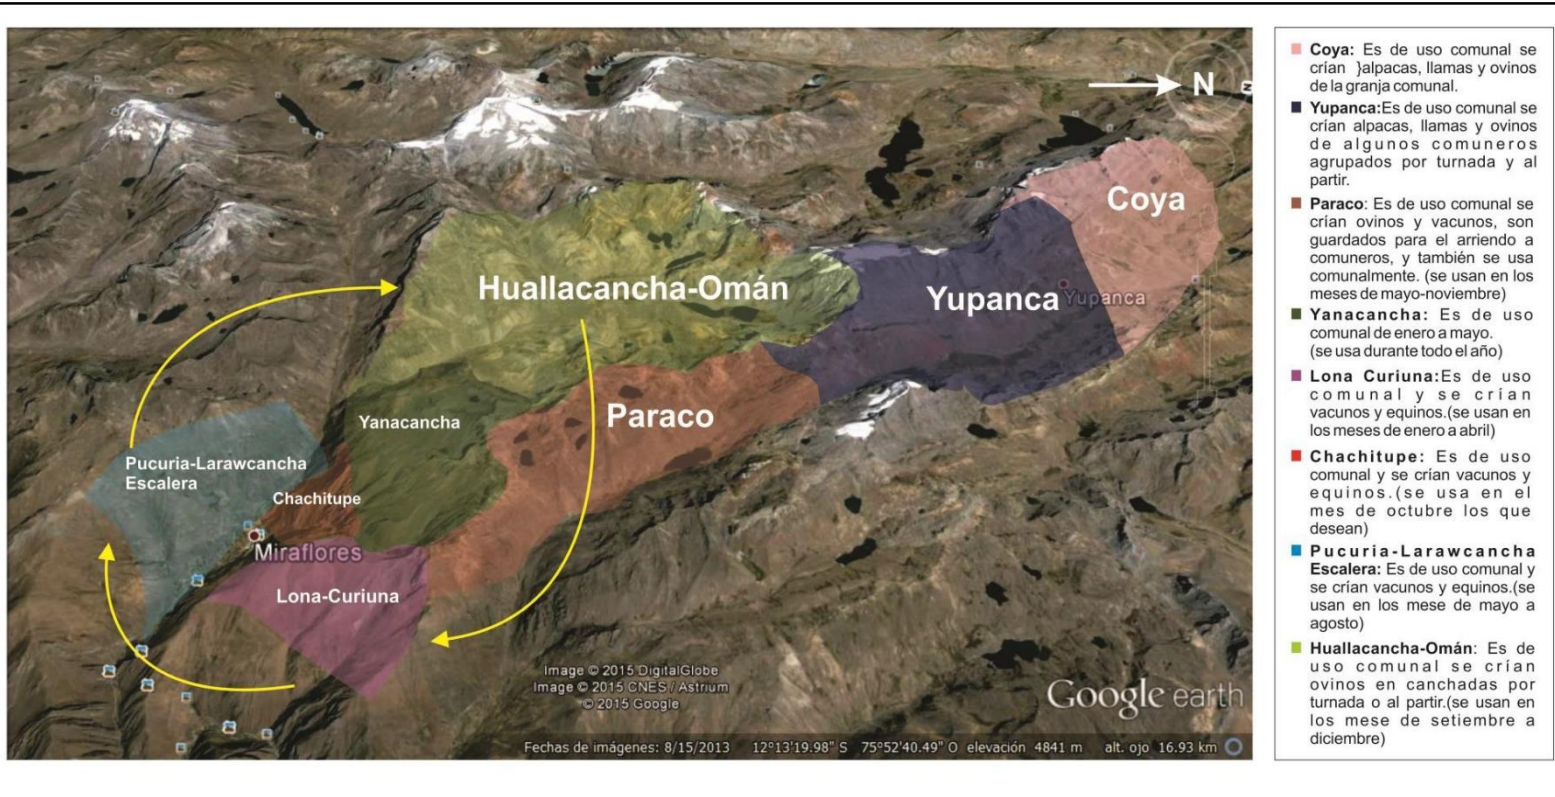 N
Coya
Huallacancha-Omán
Yupanca
Yupanca
Paraco
Yanacancha
Pucuria-Larawcancha
Escalera
Chachitupe
Miraflores
Lona-Curiuna
Image © 2015 DigitalGlobe
Image © 2015 CNES / Astrium
© 2015 Google
Google earth
Fechas de imágenes: 8/15/2013 12°13'19.98" S 75°52'40.49" O elevación 4841 m alt. ojo 16.93 km
Coya: Es de uso comunal se
crían }alpacas, llamas y ovinos
de la granja comunal.
Yupanca:Es de uso comunal se
crían alpacas, llamas y ovinos
de algunos comuneros
agrupados por turnada y al
partir.
Paraco: Es de uso comunal se
crían ovinos y vacunos, son
guardados para el arriendo a
comuneros, y también se usa
comunalmente. (se usan en los
meses de mayo-noviembre)
Yanacancha: Es de uso
comunal de enero a mayo.
(se usa durante todo el año)
Lona Curiuna:Es de uso
comunal y se crían
vacunos y equinos.(se usan en
los meses de enero a abril)
Chachitupe: Es de uso
comunal y se crían vacunos y
equinos.(se usa en el
mes de octubre los que
desean)
Pucuria-Larawcancha
Escalera: Es de uso comunal y
se crían vacunos y equinos.(se
usan en los mese de mayo a
agosto)
Huallacancha-Omán: Es de
uso comunal se crían
ovinos en canchadas por
turnada o al partir.(se usan en
los mese de setiembre a
diciembre)